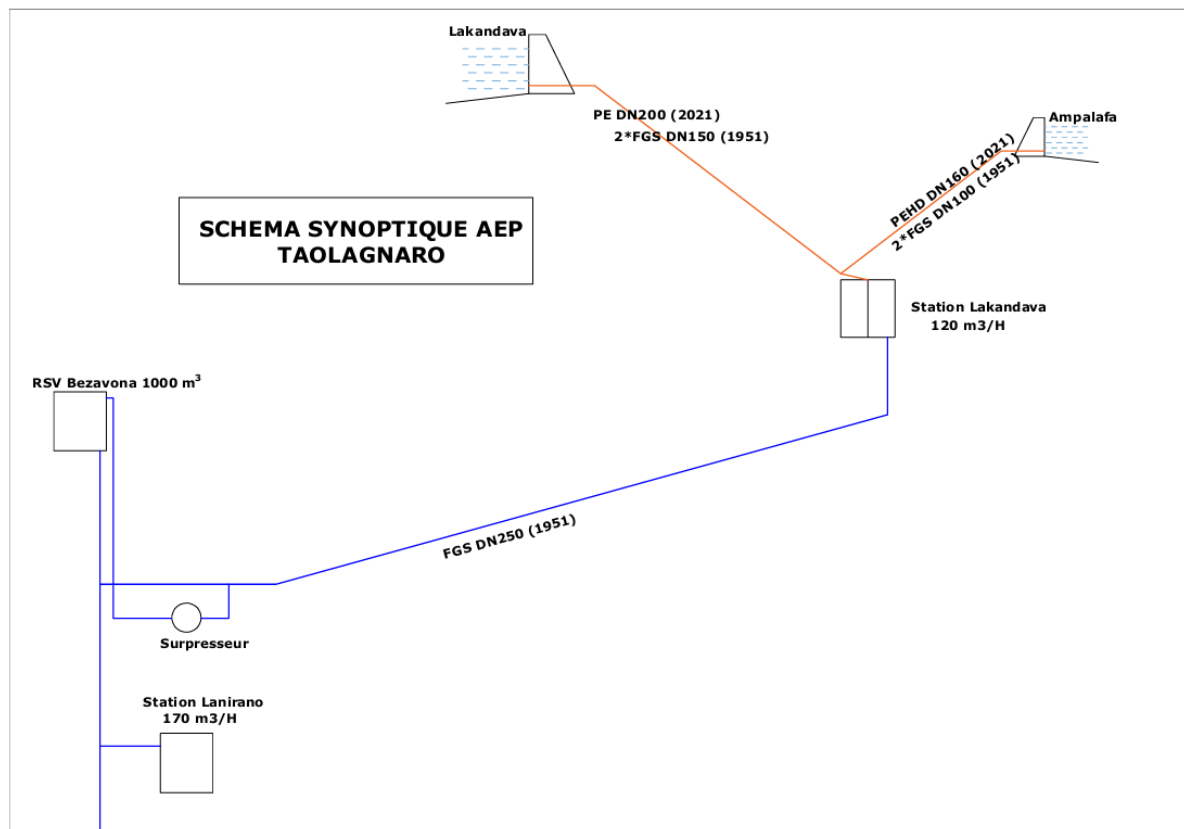 Lakandava
PE DN200 (2021)
2*FGS DN150 (1951)
Ampalafa
PEHD DN160 (2021)
2*FGS DN100 (1951)
SCHEMA SYNOPTIQUE AEP
TAOLAGNARO
Station Lakandava
120 m3/H
RSV Bezavona 1000 m³
FGS DN250 (1951)
Surpresseur
Station Lanirano
170 m3/H